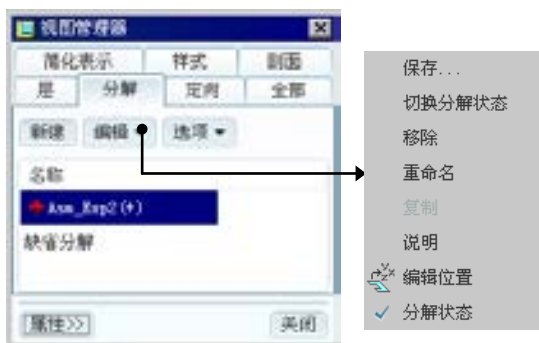 视图管理器
简化表示 样式 剖面
层 分解 定向 全部
新建 编辑 选项
名称
Asm_Exp2(+)
缺省分解
属性>> 关闭
保存...
切换分解状态
移除
重命名
复制
说明
编辑位置
分解状态